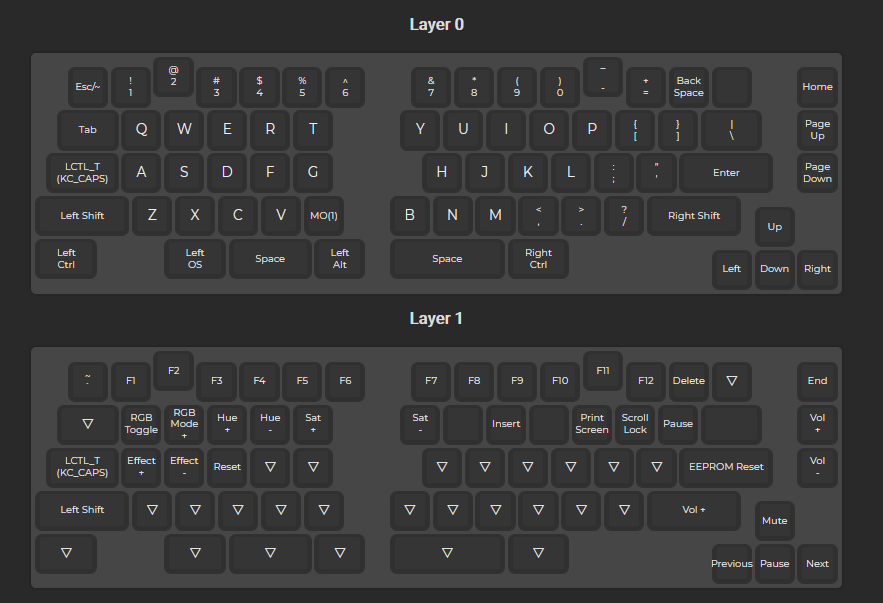 Layer 0
Esc/~ ! 1 @ 2 # 3 $ 4 % 5 ^ 6 & 7 * 8 ( 9 ) 0 _ - + = Back Space Home
Tab Q W E R T Y U I O P { [ } ] | \ Page Up
LCTL_T (KC_CAPS) A S D F G H J K L : ; " ' Enter Page Down
Left Shift Z X C V MO(1) B N M < , > . ? / Right Shift Up
Left Ctrl Left OS Space Left Alt Space Right Ctrl Left Down Right
Layer 1
~ ` F1 F2 F3 F4 F5 F6 F7 F8 F9 F10 F11 F12 Delete ▽ End
▽ RGB Toggle RGB Mode + Hue + Hue - Sat + Sat - Insert Print Screen Scroll Lock Pause Vol +
LCTL_T (KC_CAPS) Effect + Effect - Reset ▽ ▽ ▽ ▽ ▽ ▽ ▽ ▽ EEPROM Reset Vol -
Left Shift ▽ ▽ ▽ ▽ ▽ ▽ ▽ ▽ ▽ ▽ ▽ Vol + Mute
▽ ▽ ▽ ▽ ▽ ▽ Previous Pause Next